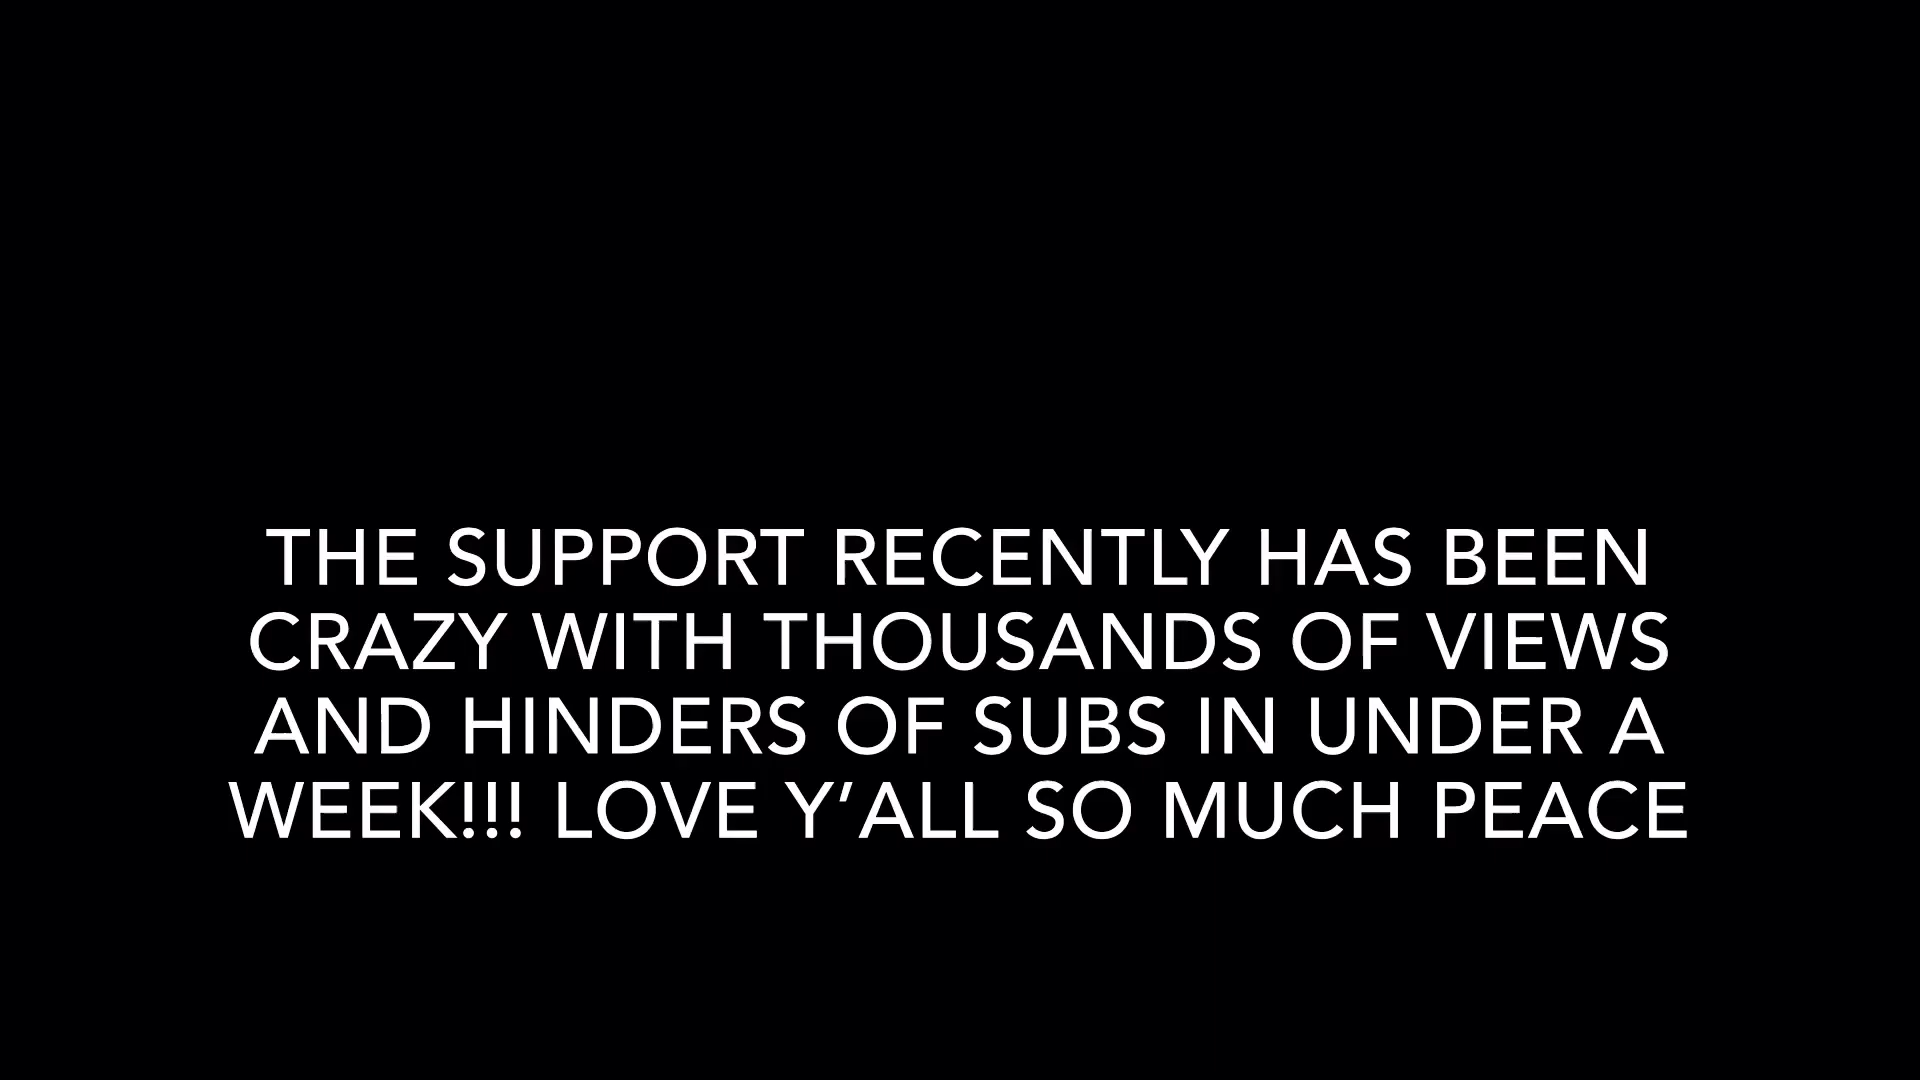 THE SUPPORT RECENTLY HAS BEEN
CRAZY WITH THOUSANDS OF VIEWS
AND HINDERS OF SUBS IN UNDER A
WEEK!!! LOVE Y’ALL SO MUCH PEACE